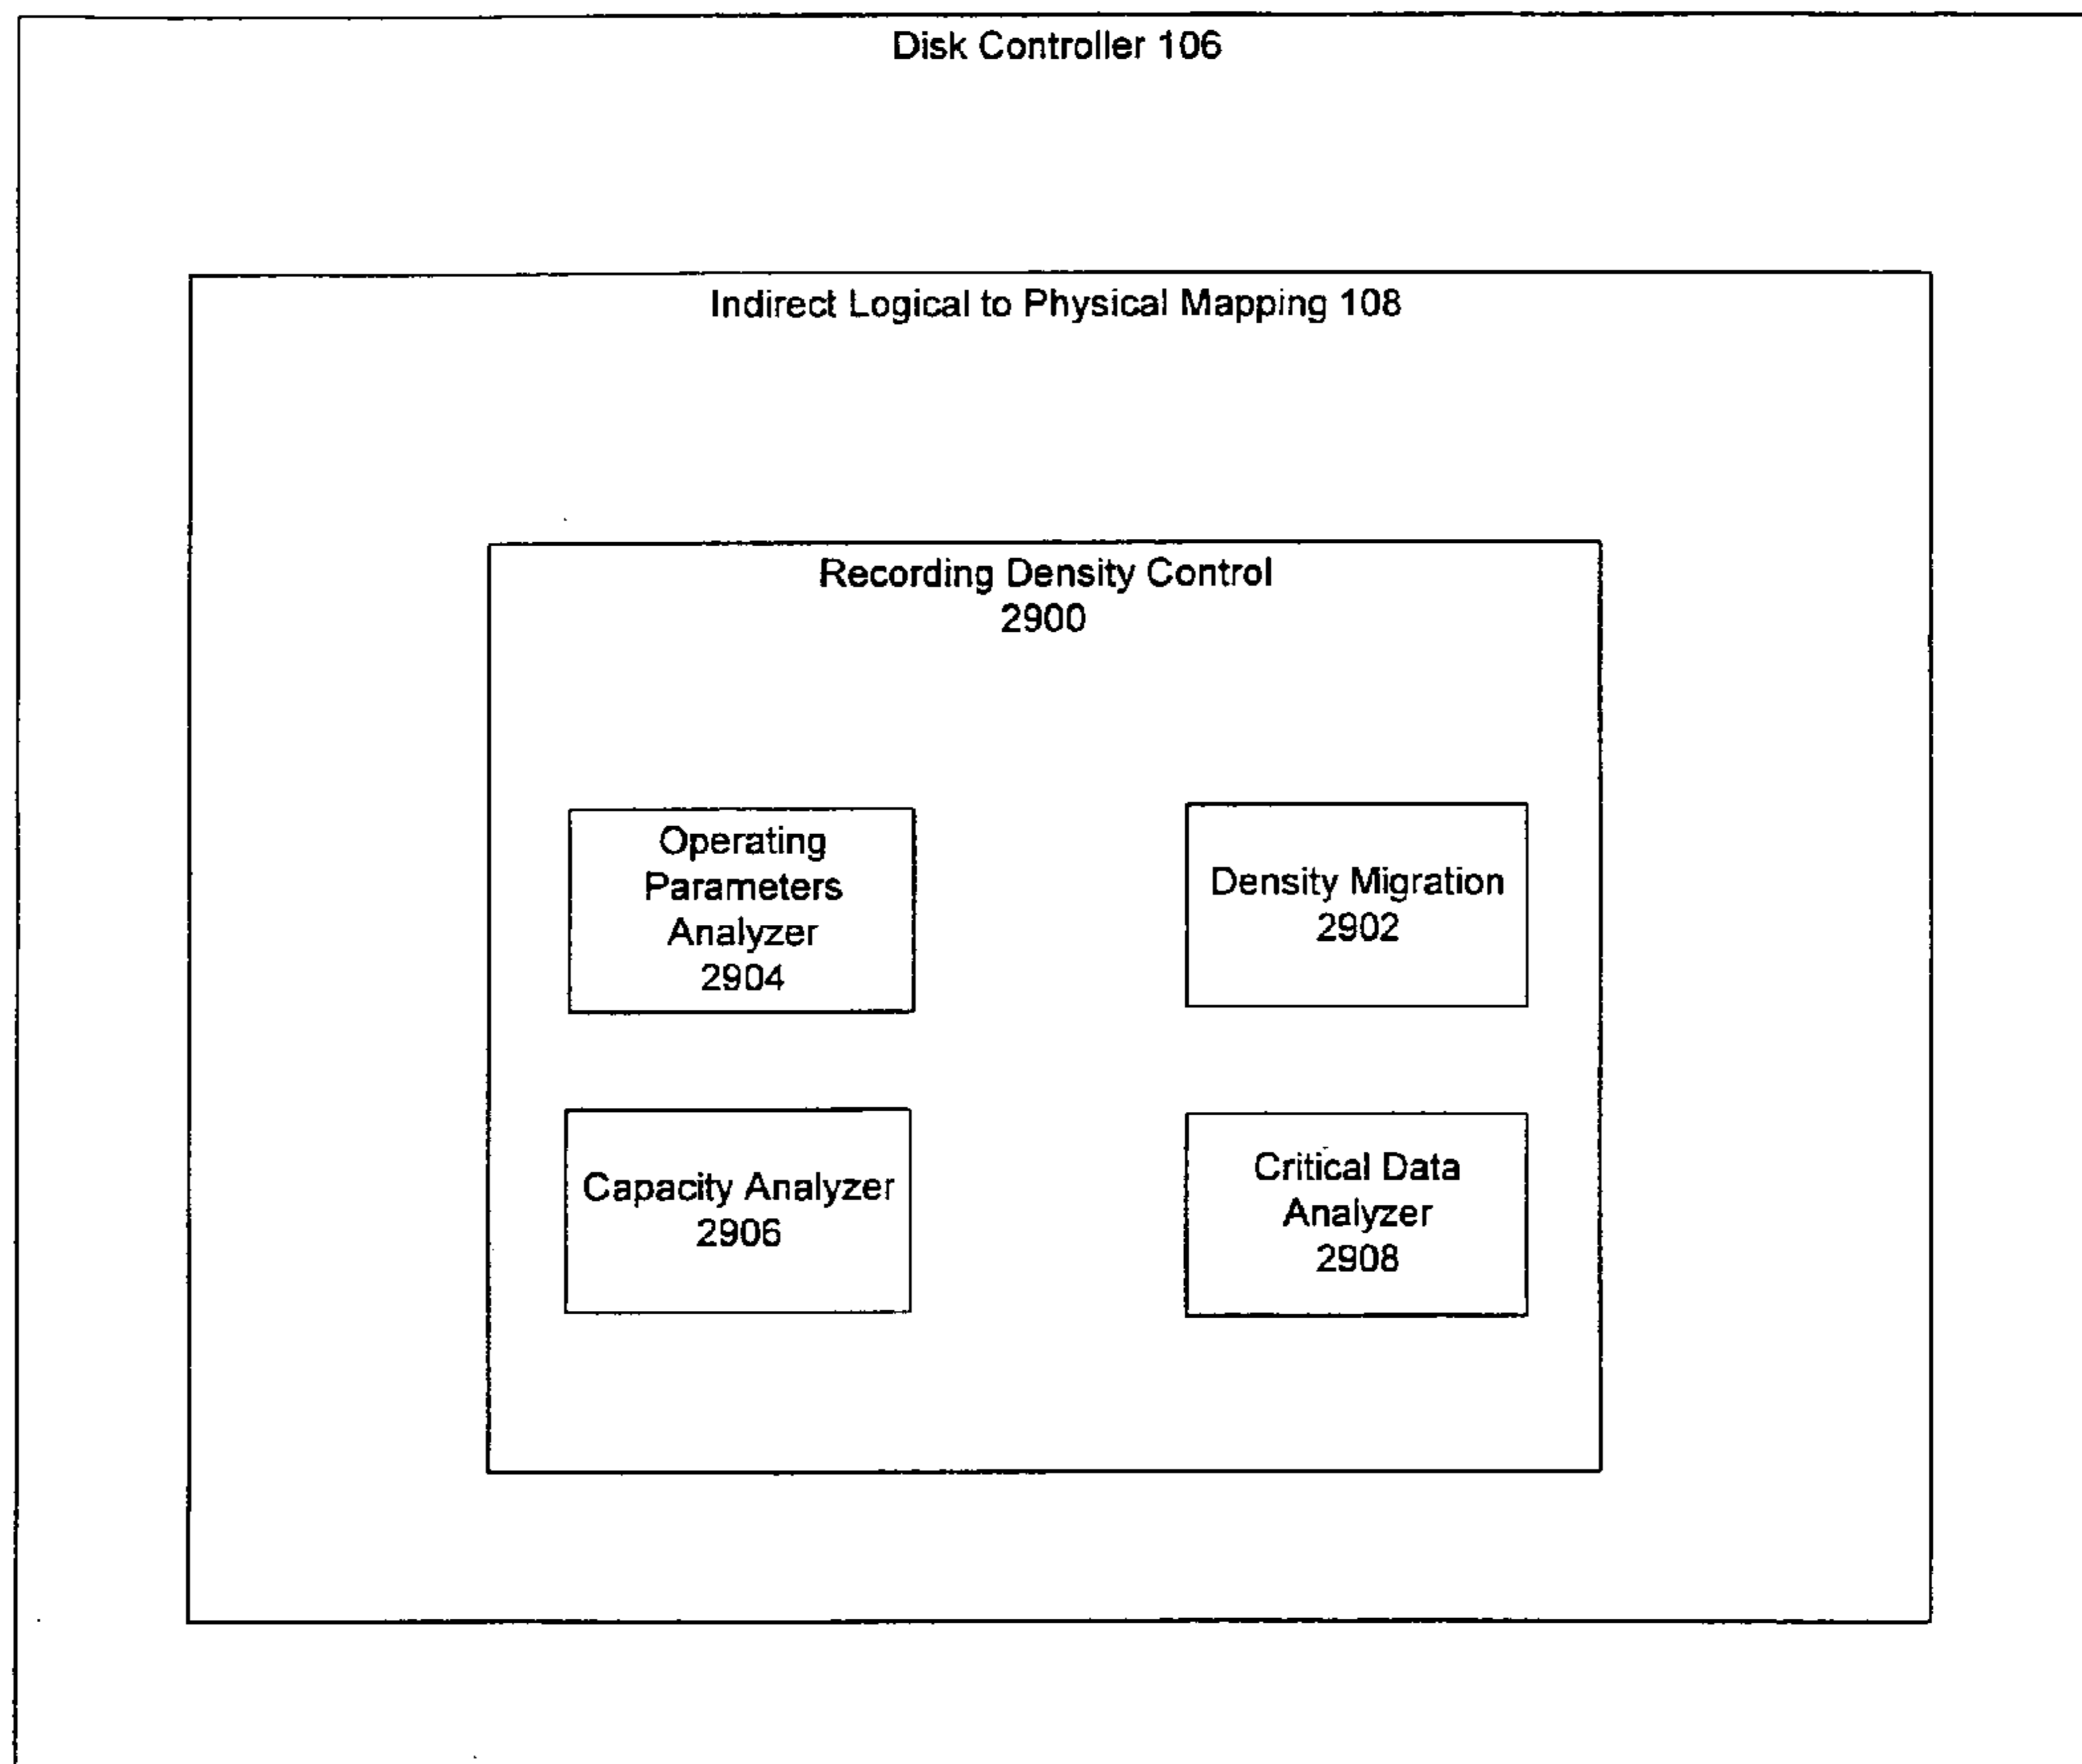 Disk Controller 106
Indirect Logical to Physical Mapping 108
Recording Density Control
2900
Operating
Parameters
Analyzer
2904
Density Migration
2902
Capacity Analyzer
2906
Critical Data
Analyzer
2908